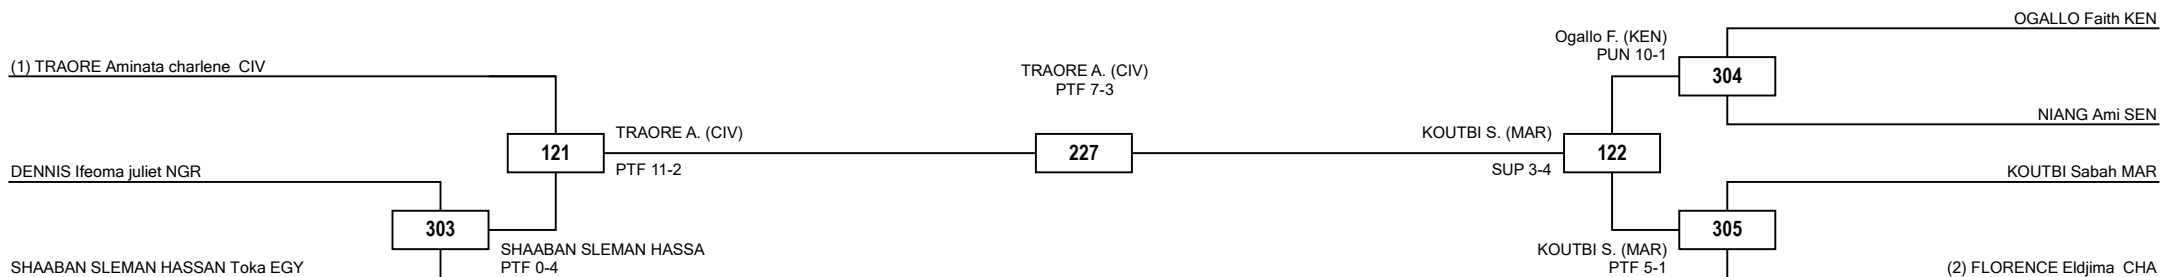 (1) TRAORE Aminata charlene CIV
DENNIS Ifeoma juliet NGR
SHAABAN SLEMAN HASSAN Toka EGY
303
SHAABAN SLEMAN HASSA
PTF 0-4
121
TRAORE A. (CIV)
PTF 11-2
TRAORE A. (CIV)
PTF 7-3
227
KOUTBI S. (MAR)
SUP 3-4
122
Ogallo F. (KEN)
PUN 10-1
304
KOUTBI S. (MAR)
PTF 5-1
305
OGALLO Faith KEN
NIANG Ami SEN
KOUTBI Sabah MAR
(2) FLORENCE Eldjima CHA